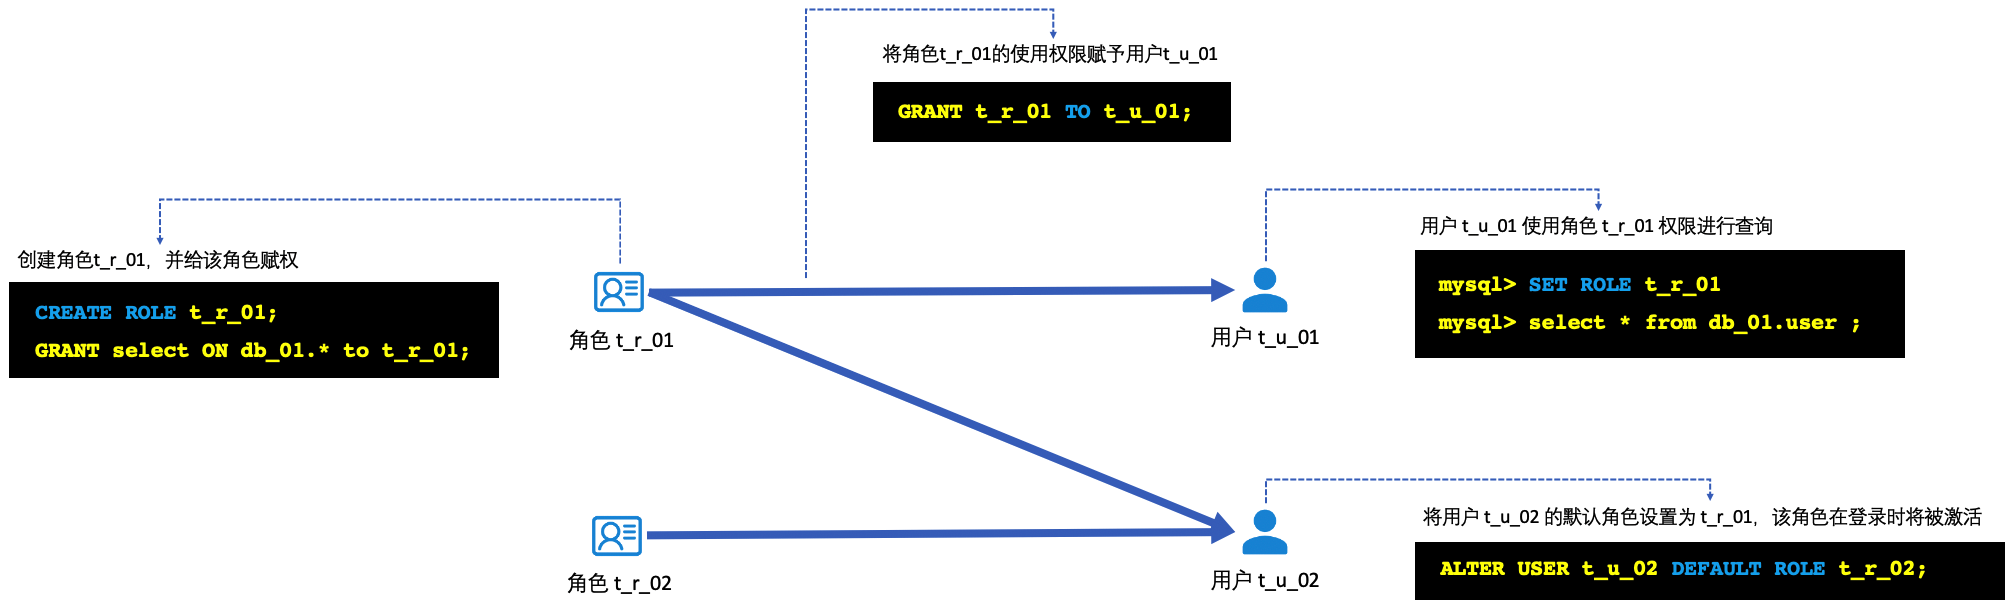 将角色t_r_01的使用权限赋予用户t_u_01
GRANT t_r_01 TO t_u_01;
创建角色t_r_01，并给该角色赋权
CREATE ROLE t_r_01;
GRANT select ON db_01.* to t_r_01;
角色 t_r_01
用户 t_u_01
用户 t_u_01 使用角色 t_r_01 权限进行查询
mysql> SET ROLE t_r_01
mysql> select * from db_01.user ;
角色 t_r_02
用户 t_u_02
将用户 t_u_02 的默认角色设置为 t_r_01，该角色在登录时将被激活
ALTER USER t_u_02 DEFAULT ROLE t_r_02;